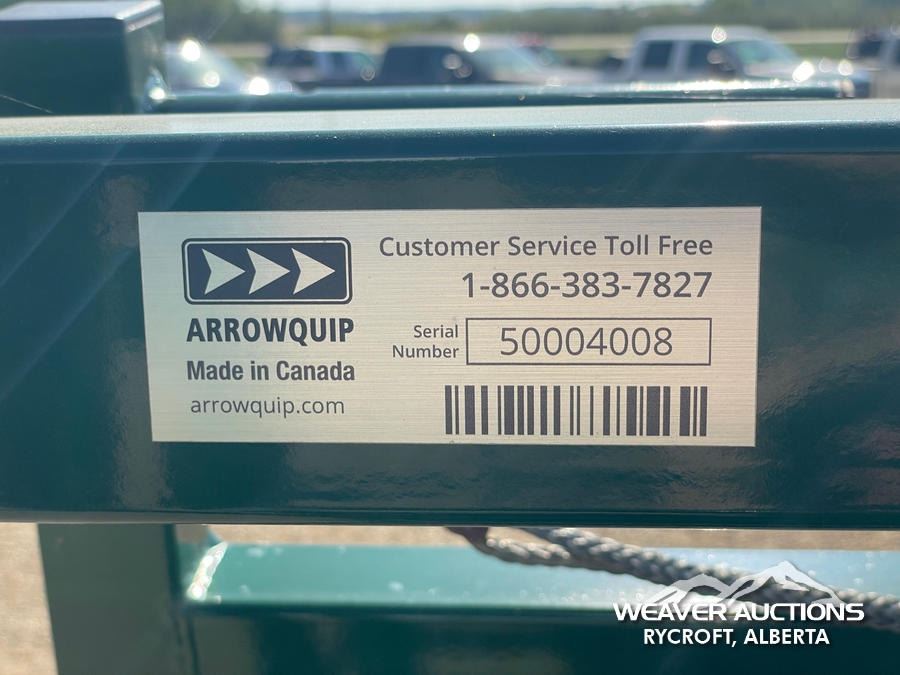 ARROWQUIP
Made in Canada
arrowquip.com
Customer Service Toll Free
1-866-383-7827
Serial Number
50004008
WEAVER AUCTIONS
RYCROFT, ALBERTA